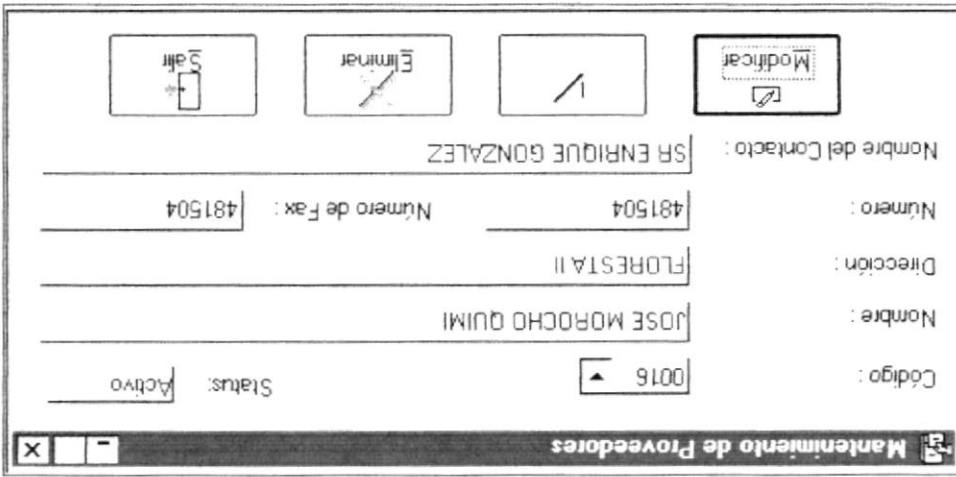 Mantenimiento de Proveedores
Código : 0016 Status: Activo
Nombre : JOSE MOROCHO QUIMI
Dirección : FLORESTA II
Número : 481504 Número de Fax : 481504
Nombre del Contacto : SR ENRIQUE GONZALEZ
Modificar Eliminar Salir